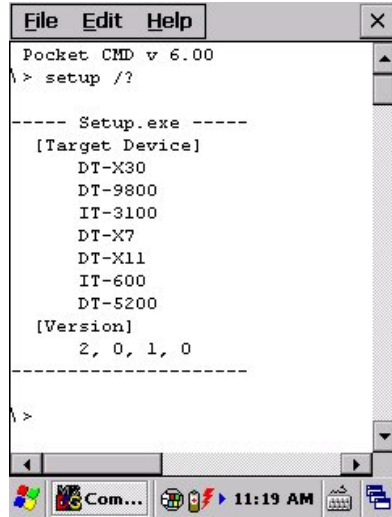 File Edit Help
Pocket CMD v 6.00
\> setup /?
----- Setup.exe -----
[Target Device]
DT-X30
DT-9800
IT-3100
DT-X7
DT-X11
IT-600
DT-5200
[Version]
2, 0, 1, 0
---------------------
\>
Com... 11:19 AM